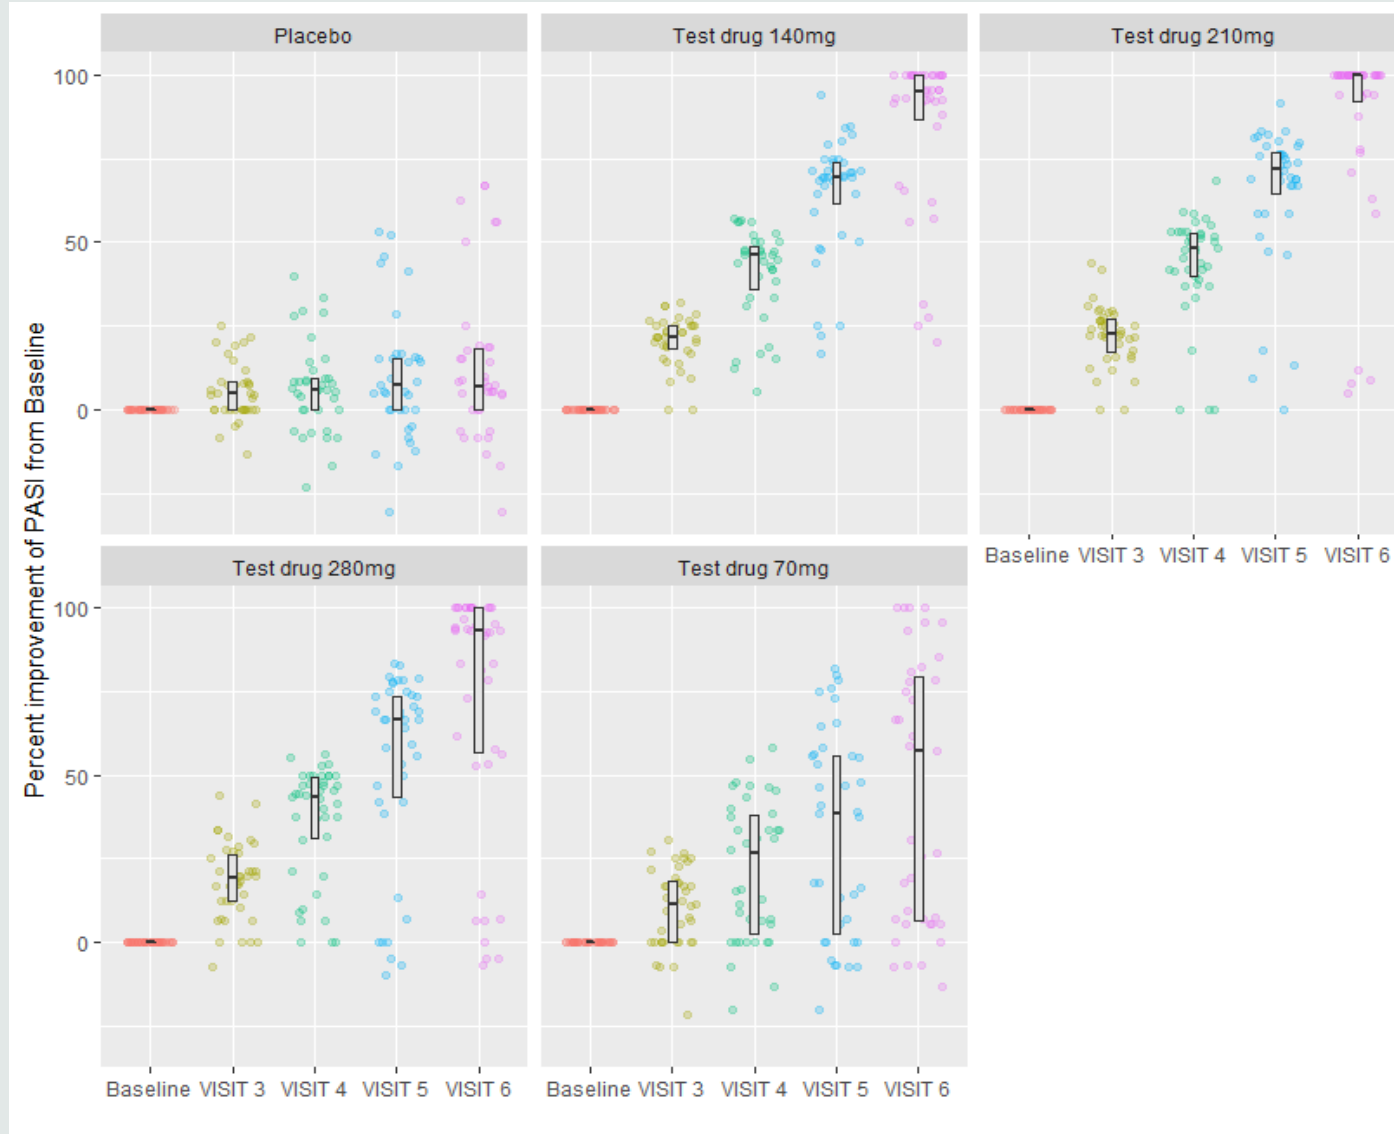 Placebo
Test drug 140mg
Test drug 210mg
100
50
0
Percent improvement of PASI from Baseline
Baseline VISIT 3 VISIT 4 VISIT 5 VISIT 6
Test drug 280mg
Test drug 70mg
100
50
0
Baseline VISIT 3 VISIT 4 VISIT 5 VISIT 6
Baseline VISIT 3 VISIT 4 VISIT 5 VISIT 6